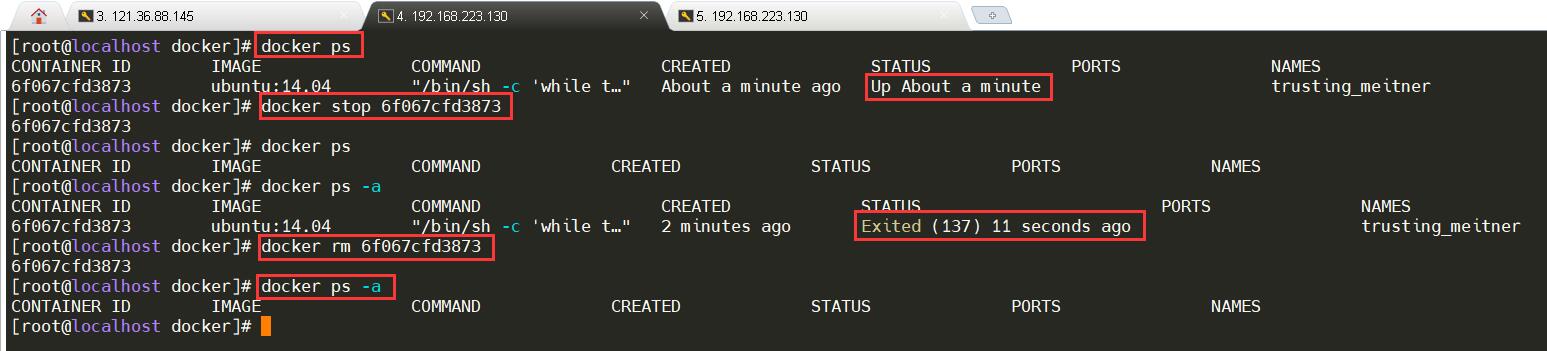 3. 121.36.88.145 4. 192.168.223.130 5. 192.168.223.130
[root@localhost docker]# docker ps
CONTAINER ID IMAGE COMMAND CREATED STATUS PORTS NAMES
6f067cfd3873 ubuntu:14.04 "/bin/sh -c 'while t…" About a minute ago Up About a minute trusting_meitner
[root@localhost docker]# docker stop 6f067cfd3873
6f067cfd3873
[root@localhost docker]# docker ps
CONTAINER ID IMAGE COMMAND CREATED STATUS PORTS NAMES
[root@localhost docker]# docker ps -a
CONTAINER ID IMAGE COMMAND CREATED STATUS PORTS NAMES
6f067cfd3873 ubuntu:14.04 "/bin/sh -c 'while t…" 2 minutes ago Exited (137) 11 seconds ago trusting_meitner
[root@localhost docker]# docker rm 6f067cfd3873
6f067cfd3873
[root@localhost docker]# docker ps -a
CONTAINER ID IMAGE COMMAND CREATED STATUS PORTS NAMES
[root@localhost docker]#